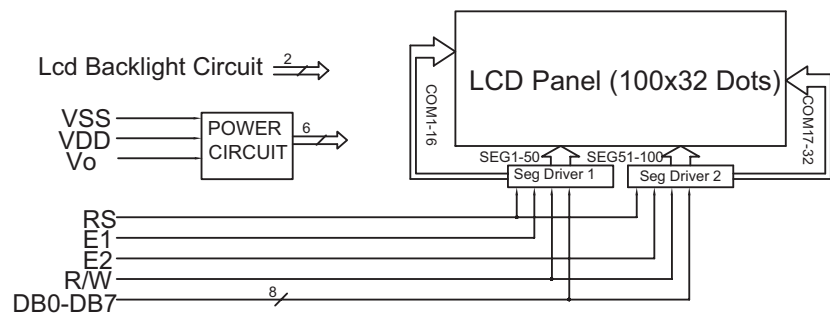 Lcd Backlight Circuit
2
LCD Panel (100x32 Dots)
COM1-16
COM17-32
VSS
VDD
Vo
POWER
CIRCUIT
6
SEG1-50
SEG51-100
Seg Driver 1
Seg Driver 2
RS
E1
E2
R/W
DB0-DB7
8